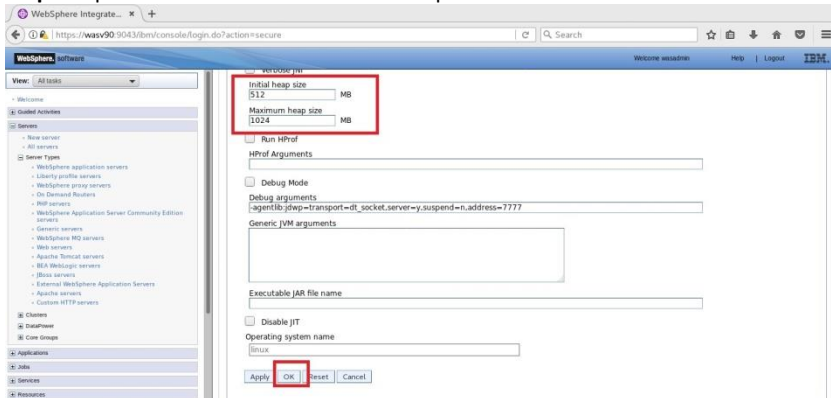 WebSphere Integrate... × +
https://wasv90:9043/ibm/console/login.do?action=secure Search
WebSphere. software Welcome wasadmin Help | Logout IBM.
View: All tasks
Welcome
Guided Activities
Servers
New server
All servers
Server Types
WebSphere application servers
Liberty profile servers
WebSphere proxy servers
On Demand Routers
PHP servers
WebSphere Application Server Community Edition
servers
Generic servers
WebSphere MQ servers
Web servers
Apache Tomcat servers
BEA WebLogic servers
JBoss servers
External WebSphere Application Servers
Apache servers
Custom HTTP servers
Clusters
DataPower
Core Groups
Applications
Jobs
Services
Resources
Verbose JNI
Initial heap size
512 MB
Maximum heap size
1024 MB
Run HProf
HProf Arguments
Debug Mode
Debug arguments
-agentlib:jdwp=transport=dt_socket,server=y,suspend=n,address=7777
Generic JVM arguments
Executable JAR file name
Disable JIT
Operating system name
linux
Apply OK Reset Cancel